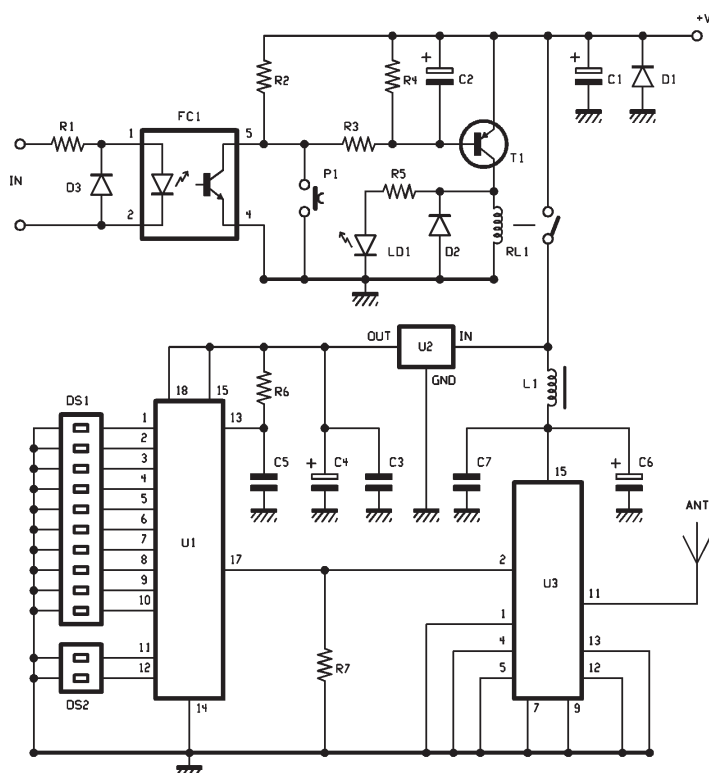 +V
R2
R4
+
C2
+
C1
D1
FC1
R1
1
5
R3
T1
IN
D3
P1
R5
2
4
LD1
D2
RL1
OUT
U2
IN
GND
L1
18
15
R6
DS1
13
1
2
3
4
5
6
7
8
9
10
C5
+
C4
C3
C7
15
+
C6
ANT
U1
17
2
U3
11
1
4
5
13
12
11
12
DS2
R7
14
7
9